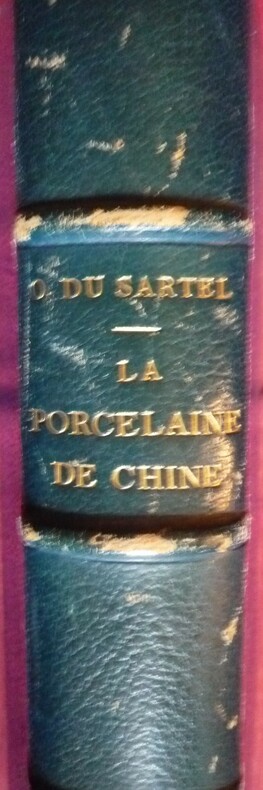 O. DU SARTEL
LA
PORCELAINE
DE CHINE